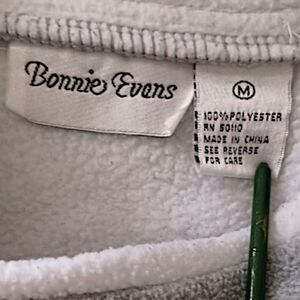 Bonnie Evans
M
100% POLYESTER
RN 50110
MADE IN CHINA
SEE REVERSE
FOR CARE